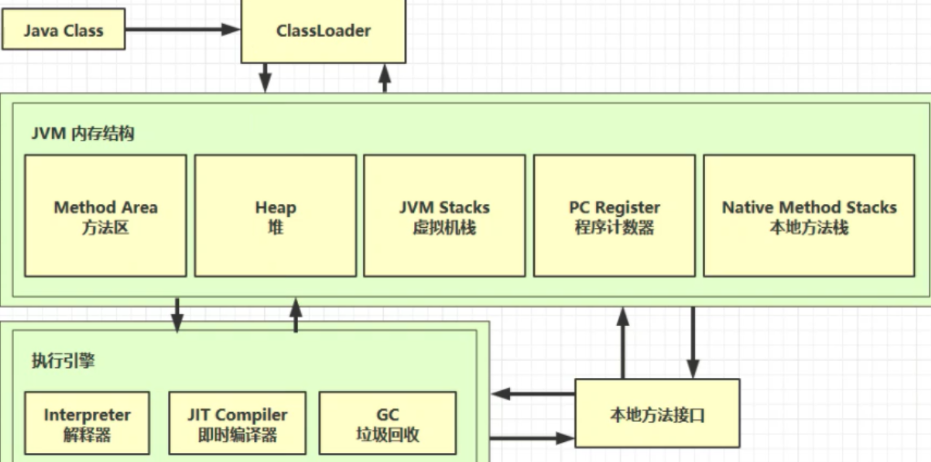 Java Class
ClassLoader
JVM 内存结构
Method Area
方法区
Heap
堆
JVM Stacks
虚拟机栈
PC Register
程序计数器
Native Method Stacks
本地方法栈
执行引擎
Interpreter
解释器
JIT Compiler
即时编译器
GC
垃圾回收
本地方法接口